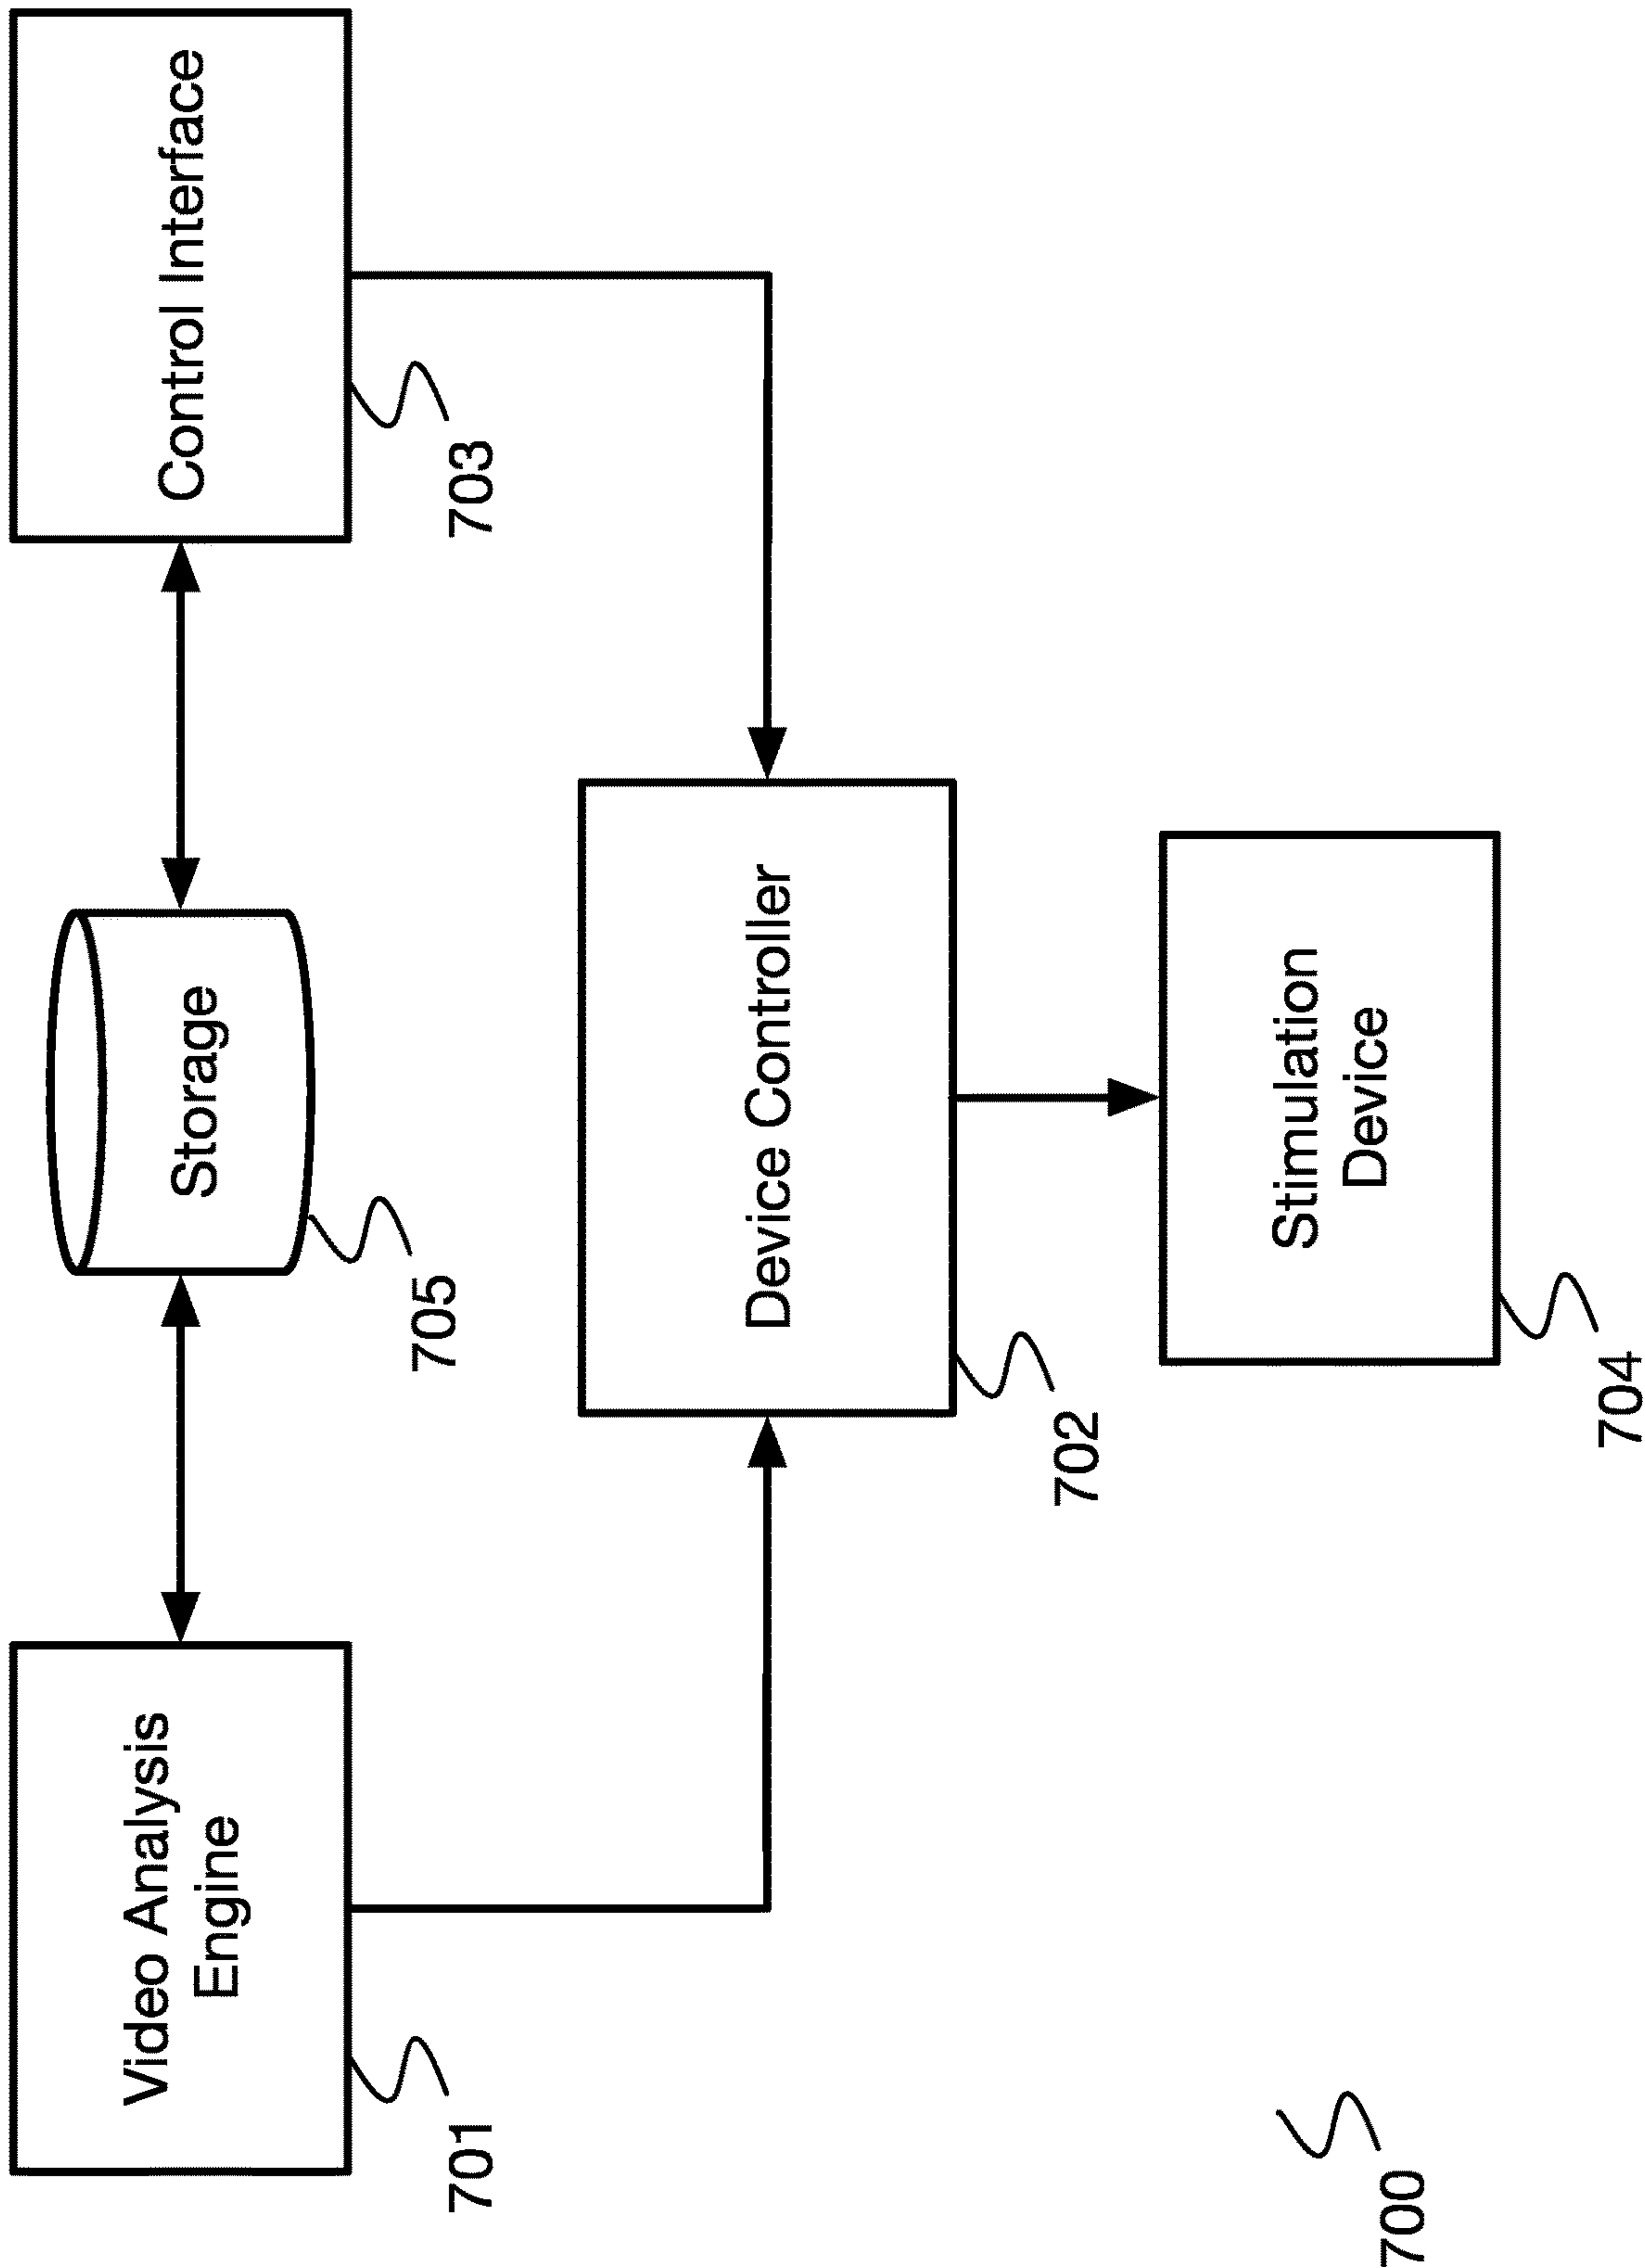 Video Analysis
Engine
701
Storage
705
Control Interface
703
Device Controller
702
Stimulation
Device
704
700